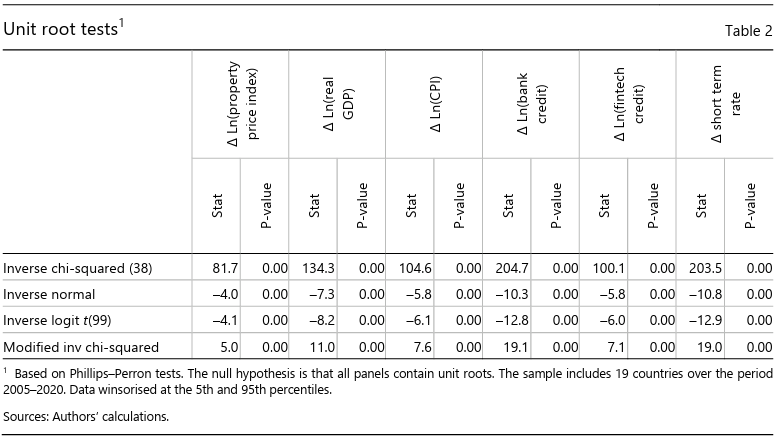 Unit root tests1 Table 2
Δ Ln(property price index) Δ Ln(real GDP) Δ Ln(CPI) Δ Ln(bank credit) Δ Ln(fintech credit) Δ short term rate
Stat P-value Stat P-value Stat P-value Stat P-value Stat P-value Stat P-value
Inverse chi-squared (38) 81.7 0.00 134.3 0.00 104.6 0.00 204.7 0.00 100.1 0.00 203.5 0.00
Inverse normal –4.0 0.00 –7.3 0.00 –5.8 0.00 –10.3 0.00 –5.8 0.00 –10.8 0.00
Inverse logit t(99) –4.1 0.00 –8.2 0.00 –6.1 0.00 –12.8 0.00 –6.0 0.00 –12.9 0.00
Modified inv chi-squared 5.0 0.00 11.0 0.00 7.6 0.00 19.1 0.00 7.1 0.00 19.0 0.00
1 Based on Phillips–Perron tests. The null hypothesis is that all panels contain unit roots. The sample includes 19 countries over the period
2005–2020. Data winsorised at the 5th and 95th percentiles.
Sources: Authors’ calculations.